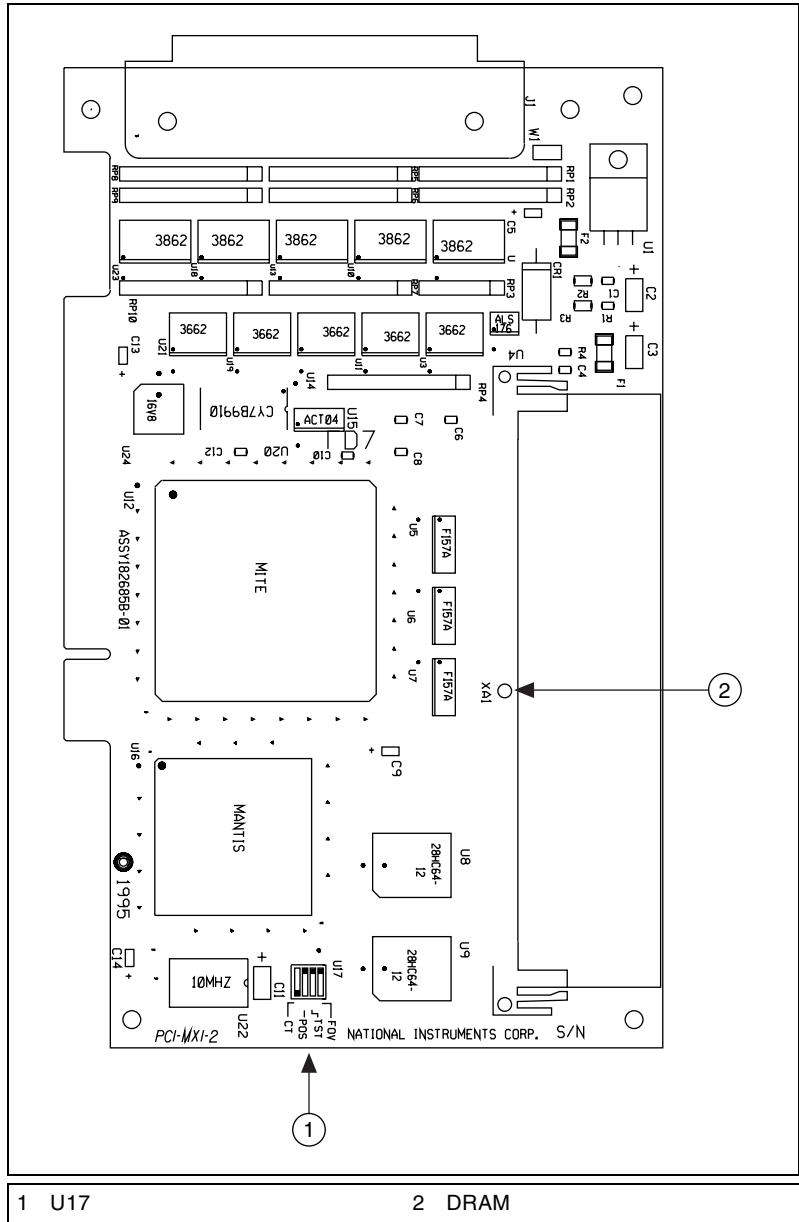 J1
W1
RP8
RP5
RP1
RP9
RP6
RP2
C5
F2
U1
3862
3862
3862
3862
3862
U
U23
U18
U13
U10
CR1
RP7
RP3
RP10
R2
C1
C2
R3
R1
C3
3662
3662
3662
3662
3662
ALS
176
C13
U21
U19
U14
U11
U3
U4
R4
C4
F1
RP4
16V8
CY7B9910
ACT04
U15
C7
C6
U24
C12
U20
C10
C8
U12
ASSY182685B-01
MITE
U5
F157A
U6
F157A
U7
F157A
XA1
2
U16
C9
MANTIS
28HC64-
12
U8
1995
C14
10MHZ
C11
U17
28HC64-
12
U9
U22
CT
-POS
TST
FOV
PCI-MXI-2
NATIONAL INSTRUMENTS CORP.
S/N
1
1 U17
2 DRAM